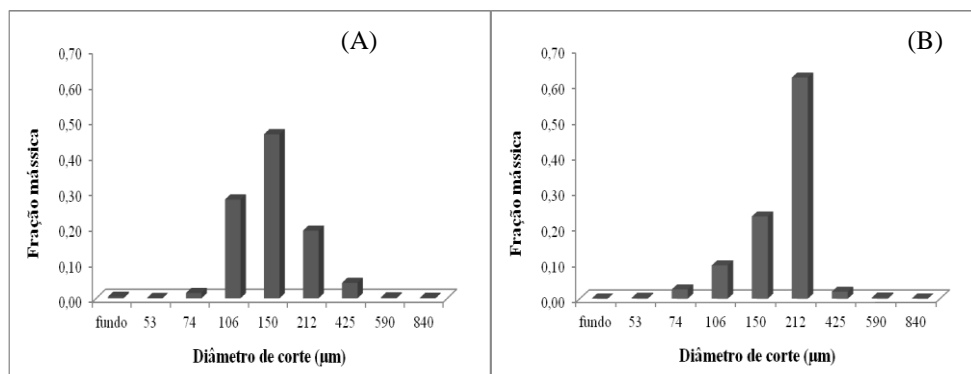 (A)
0,70
0,60
0,50
0,40
0,30
0,20
0,10
0,00
Fração mássica
fundo 53 74 106 150 212 425 590 840
Diâmetro de corte (µm)
(B)
0,70
0,60
0,50
0,40
0,30
0,20
0,10
0,00
Fração mássica
fundo 53 74 106 150 212 425 590 840
Diâmetro de corte (µm)